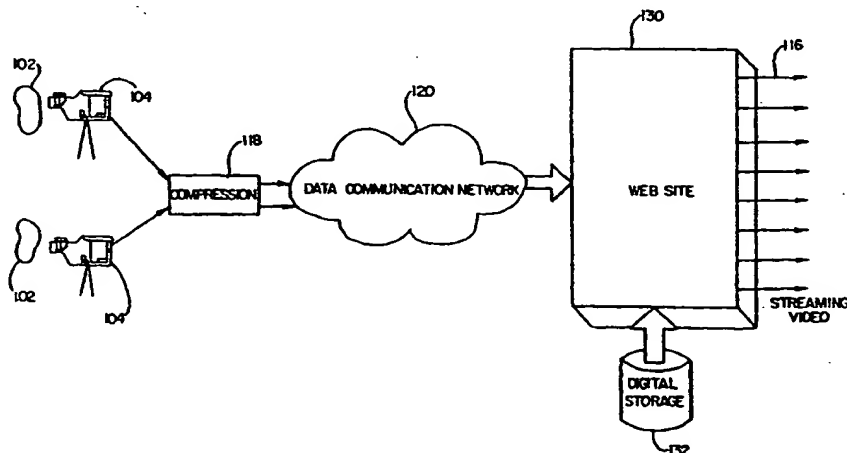 130
116
102
104
120
118
COMPRESSION
DATA COMMUNICATION NETWORK
WEB SITE
102
104
STREAMING
VIDEO
DIGITAL
STORAGE
132